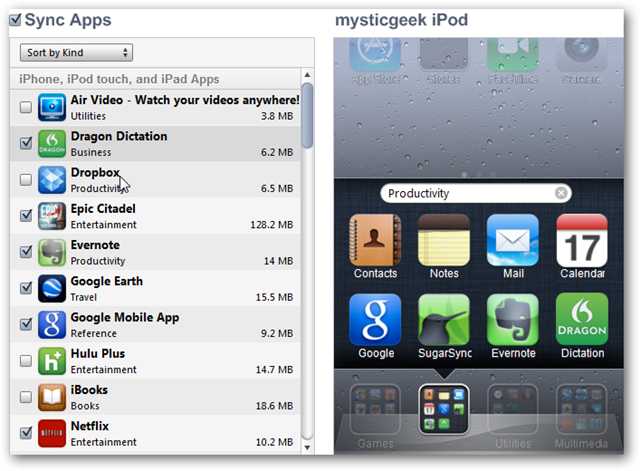 Sync Apps
Sort by Kind
iPhone, iPod touch, and iPad Apps
Air Video - Watch your videos anywhere!
Utilities 3.8 MB
Dragon Dictation
Business 6.2 MB
Dropbox
Productivity 6.5 MB
Epic Citadel
Entertainment 128.2 MB
Evernote
Productivity 14 MB
Google Earth
Travel 15.5 MB
Google Mobile App
Reference 9.2 MB
Hulu Plus
Entertainment 14.7 MB
iBooks
Books 18.6 MB
Netflix
Entertainment 10.2 MB
DRAGON
NETFLIX
mysticgeek iPod
App Store
Productivity
17
Contacts Notes Mail Calendar
DRAGON
Google SugarSync Evernote Dictation
Games Utilities Multimedia